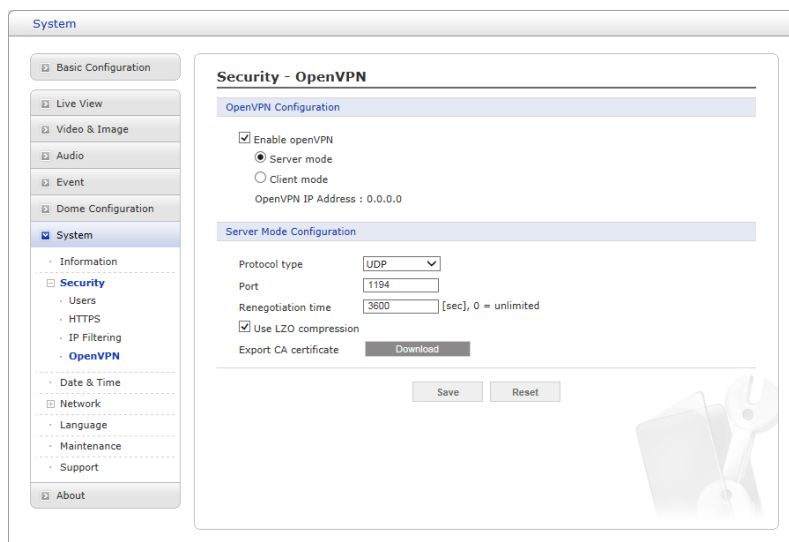 System
Basic Configuration
Live View
Video & Image
Audio
Event
Dome Configuration
System
Information
Security
Users
HTTPS
IP Filtering
OpenVPN
Date & Time
Network
Language
Maintenance
Support
About
Security - OpenVPN
OpenVPN Configuration
Enable openVPN
Server mode
Client mode
OpenVPN IP Address : 0.0.0.0
Server Mode Configuration
Protocol type UDP
Port 1194
Renegotiation time 3600 [sec], 0 = unlimited
Use LZO compression
Export CA certificate Download
Save Reset